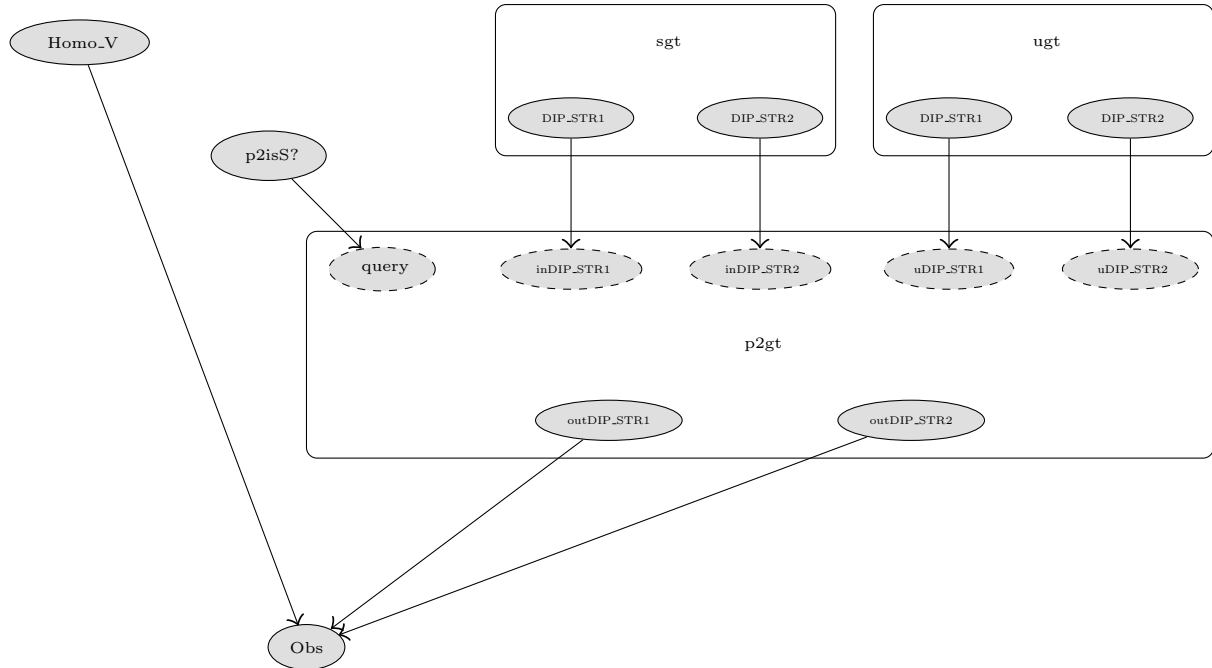 Homo_V
sgt
ugt
DIP_STR1
DIP_STR2
DIP_STR1
DIP_STR2
p2isS?
query
inDIP_STR1
inDIP_STR2
uDIP_STR1
uDIP_STR2
p2gt
outDIP_STR1
outDIP_STR2
Obs